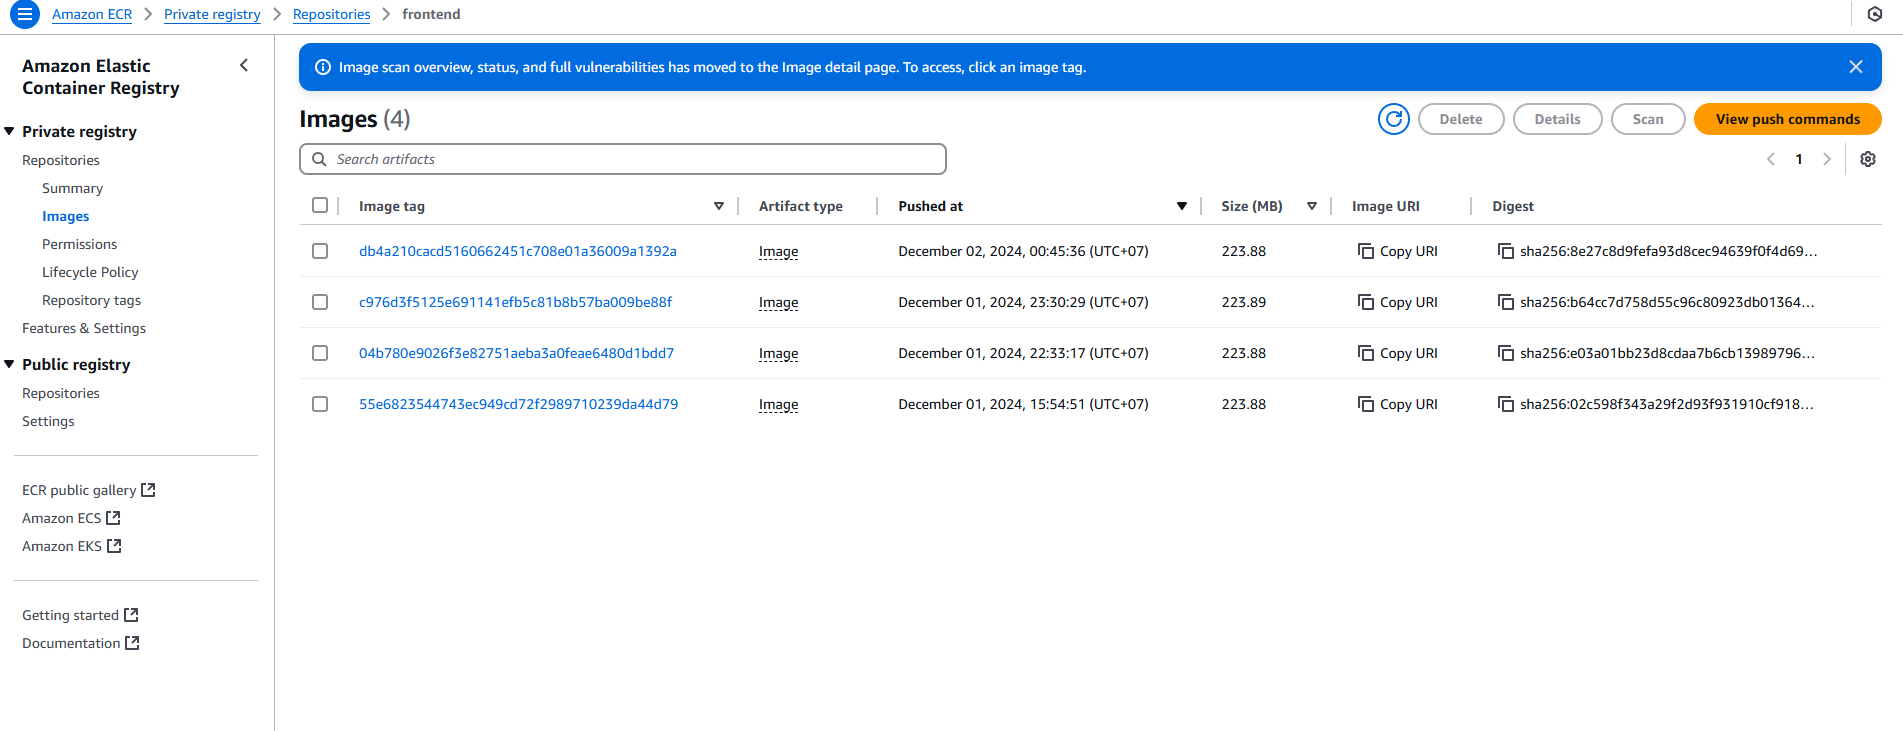 Amazon ECR > Private registry > Repositories > frontend
Amazon Elastic
Container Registry
Private registry
Repositories
Summary
Images
Permissions
Lifecycle Policy
Repository tags
Features & Settings
Public registry
Repositories
Settings
ECR public gallery
Amazon ECS
Amazon EKS
Getting started
Documentation
Image scan overview, status, and full vulnerabilities has moved to the Image detail page. To access, click an image tag.
Images (4)
Delete Details Scan View push commands
Search artifacts
1
Image tag Artifact type Pushed at Size (MB) Image URI Digest
db4a210cacd5160662451c708e01a36009a1392a Image December 02, 2024, 00:45:36 (UTC+07) 223.88 Copy URI sha256:8e27c8d9fefa93d8cec94639f0f4d69...
c976d3f5125e691141efb5c81b8b57ba009be88f Image December 01, 2024, 23:30:29 (UTC+07) 223.89 Copy URI sha256:b64cc7d758d55c96c80923db01364...
04b780e9026f3e82751aeba3a0feae6480d1bdd7 Image December 01, 2024, 22:33:17 (UTC+07) 223.88 Copy URI sha256:e03a01bb23d8cdaa7b6cb13989796...
55e6823544743ec949cd72f2989710239da44d79 Image December 01, 2024, 15:54:51 (UTC+07) 223.88 Copy URI sha256:02c598f343a29f2d93f931910cf918...